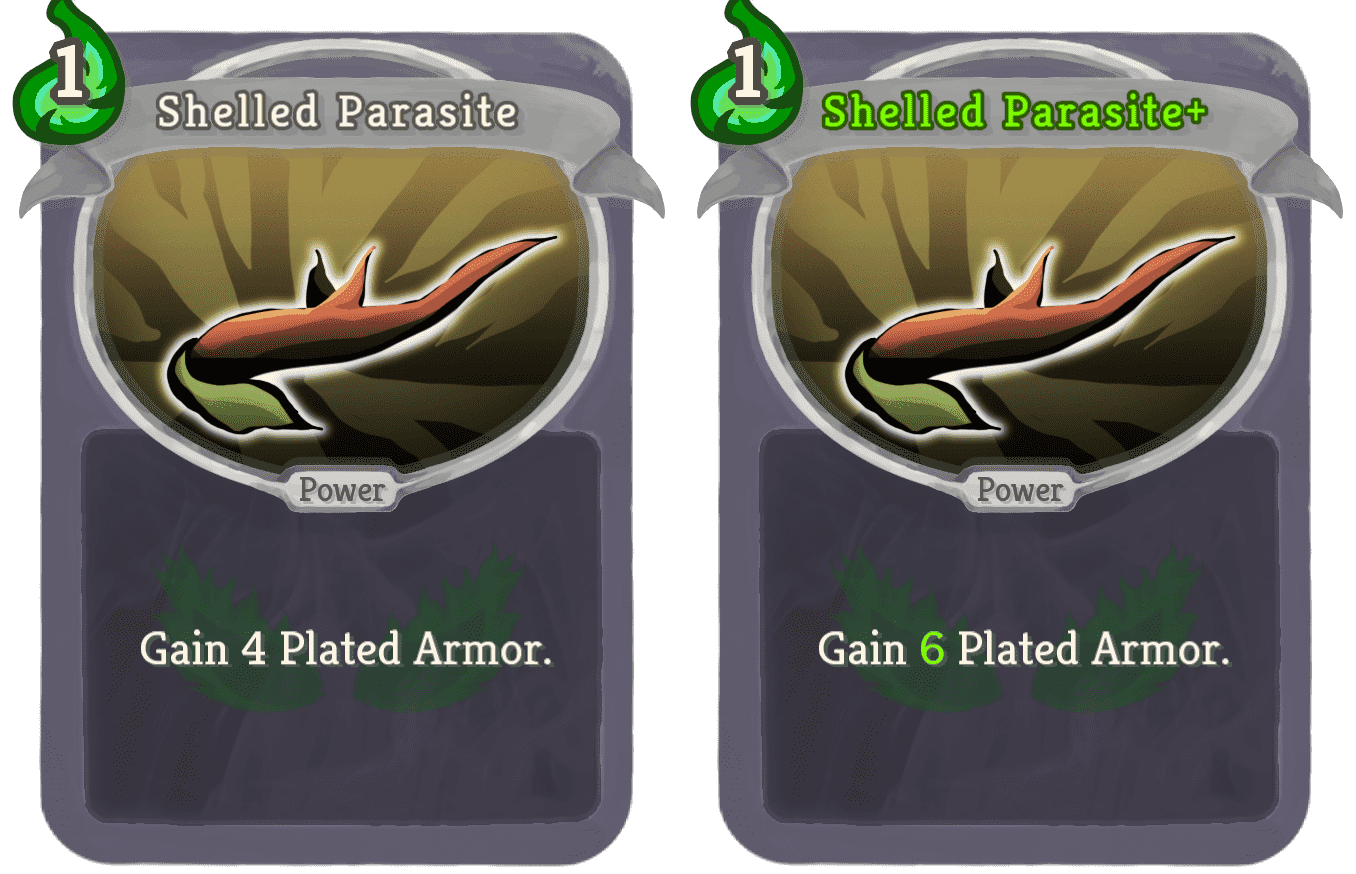 1
Shelled Parasite
Power
Gain 4 Plated Armor.
1
Shelled Parasite+
Power
Gain 6 Plated Armor.